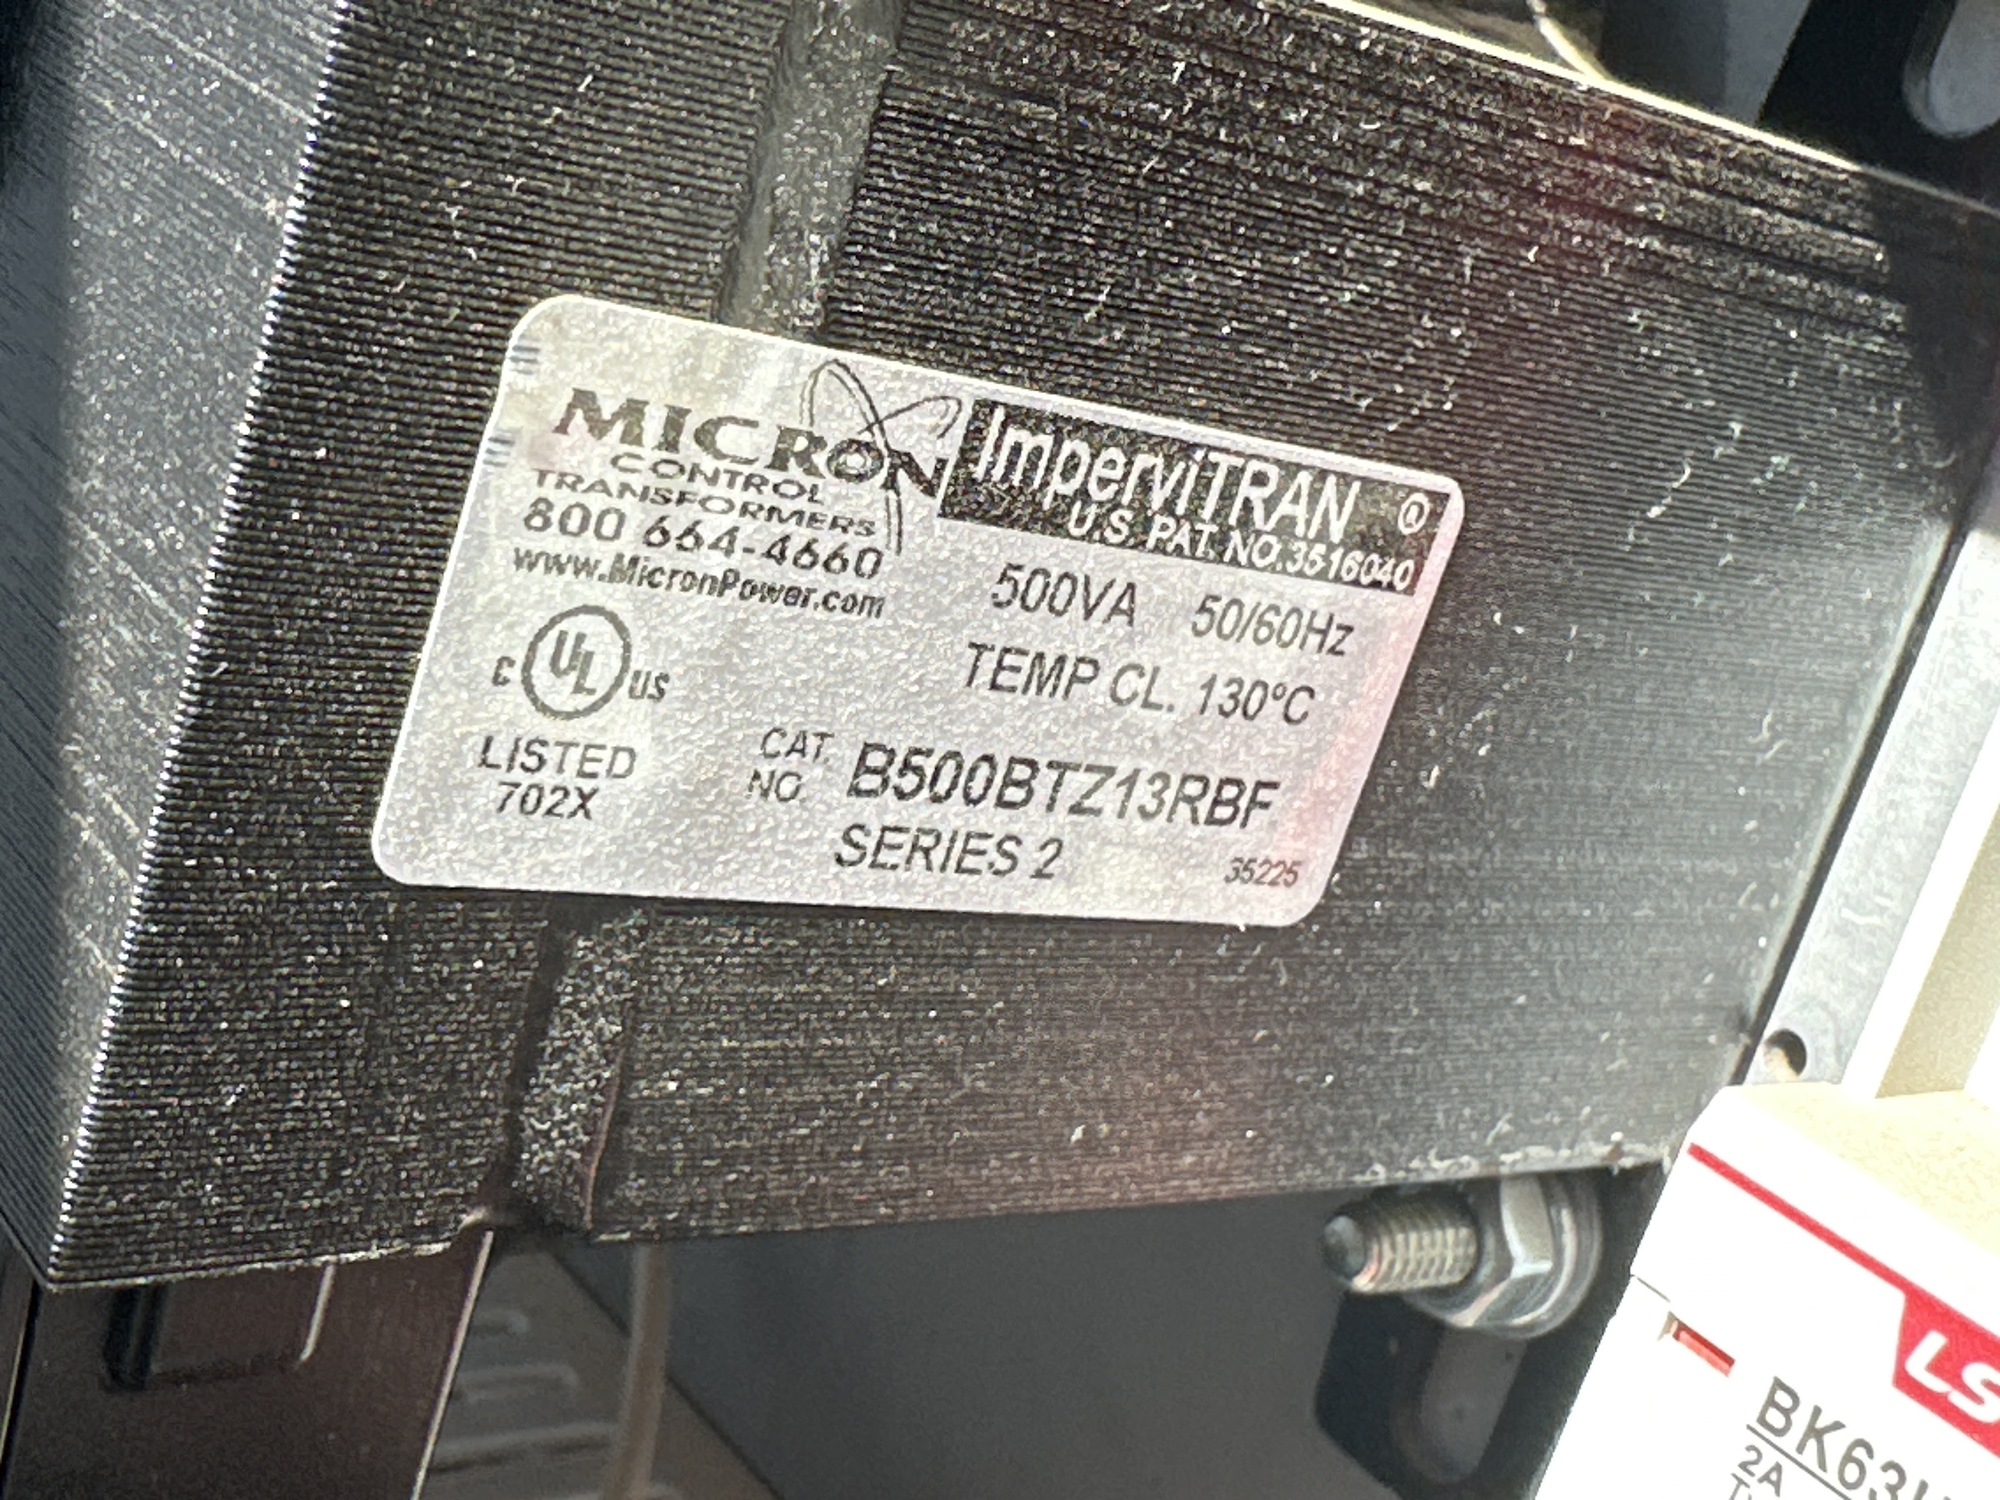 MICRON
CONTROL
TRANSFORMERS
800 664-4660
www.MicronPower.com
ImperviTRAN ®
U.S. PAT. NO. 3516040
500VA 50/60Hz
TEMP CL. 130°C
C UL US
LISTED
702X
CAT. NO. B500BTZ13RBF
SERIES 2
35225
LS
BK63
2A